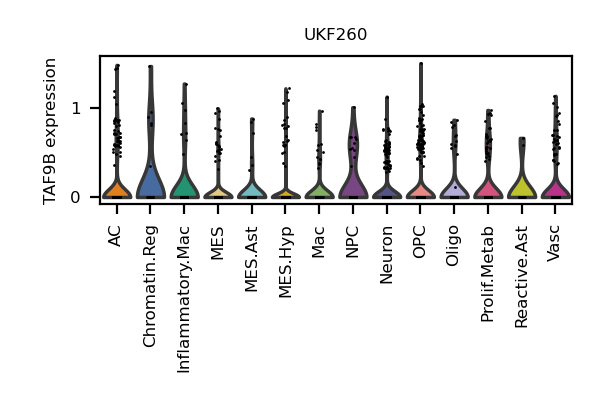 UKF260
TAF9B expression
1
0
AC
Chromatin.Reg
Inflammatory.Mac
MES
MES.Ast
MES.Hyp
Mac
NPC
Neuron
OPC
Oligo
Prolif.Metab
Reactive.Ast
Vasc